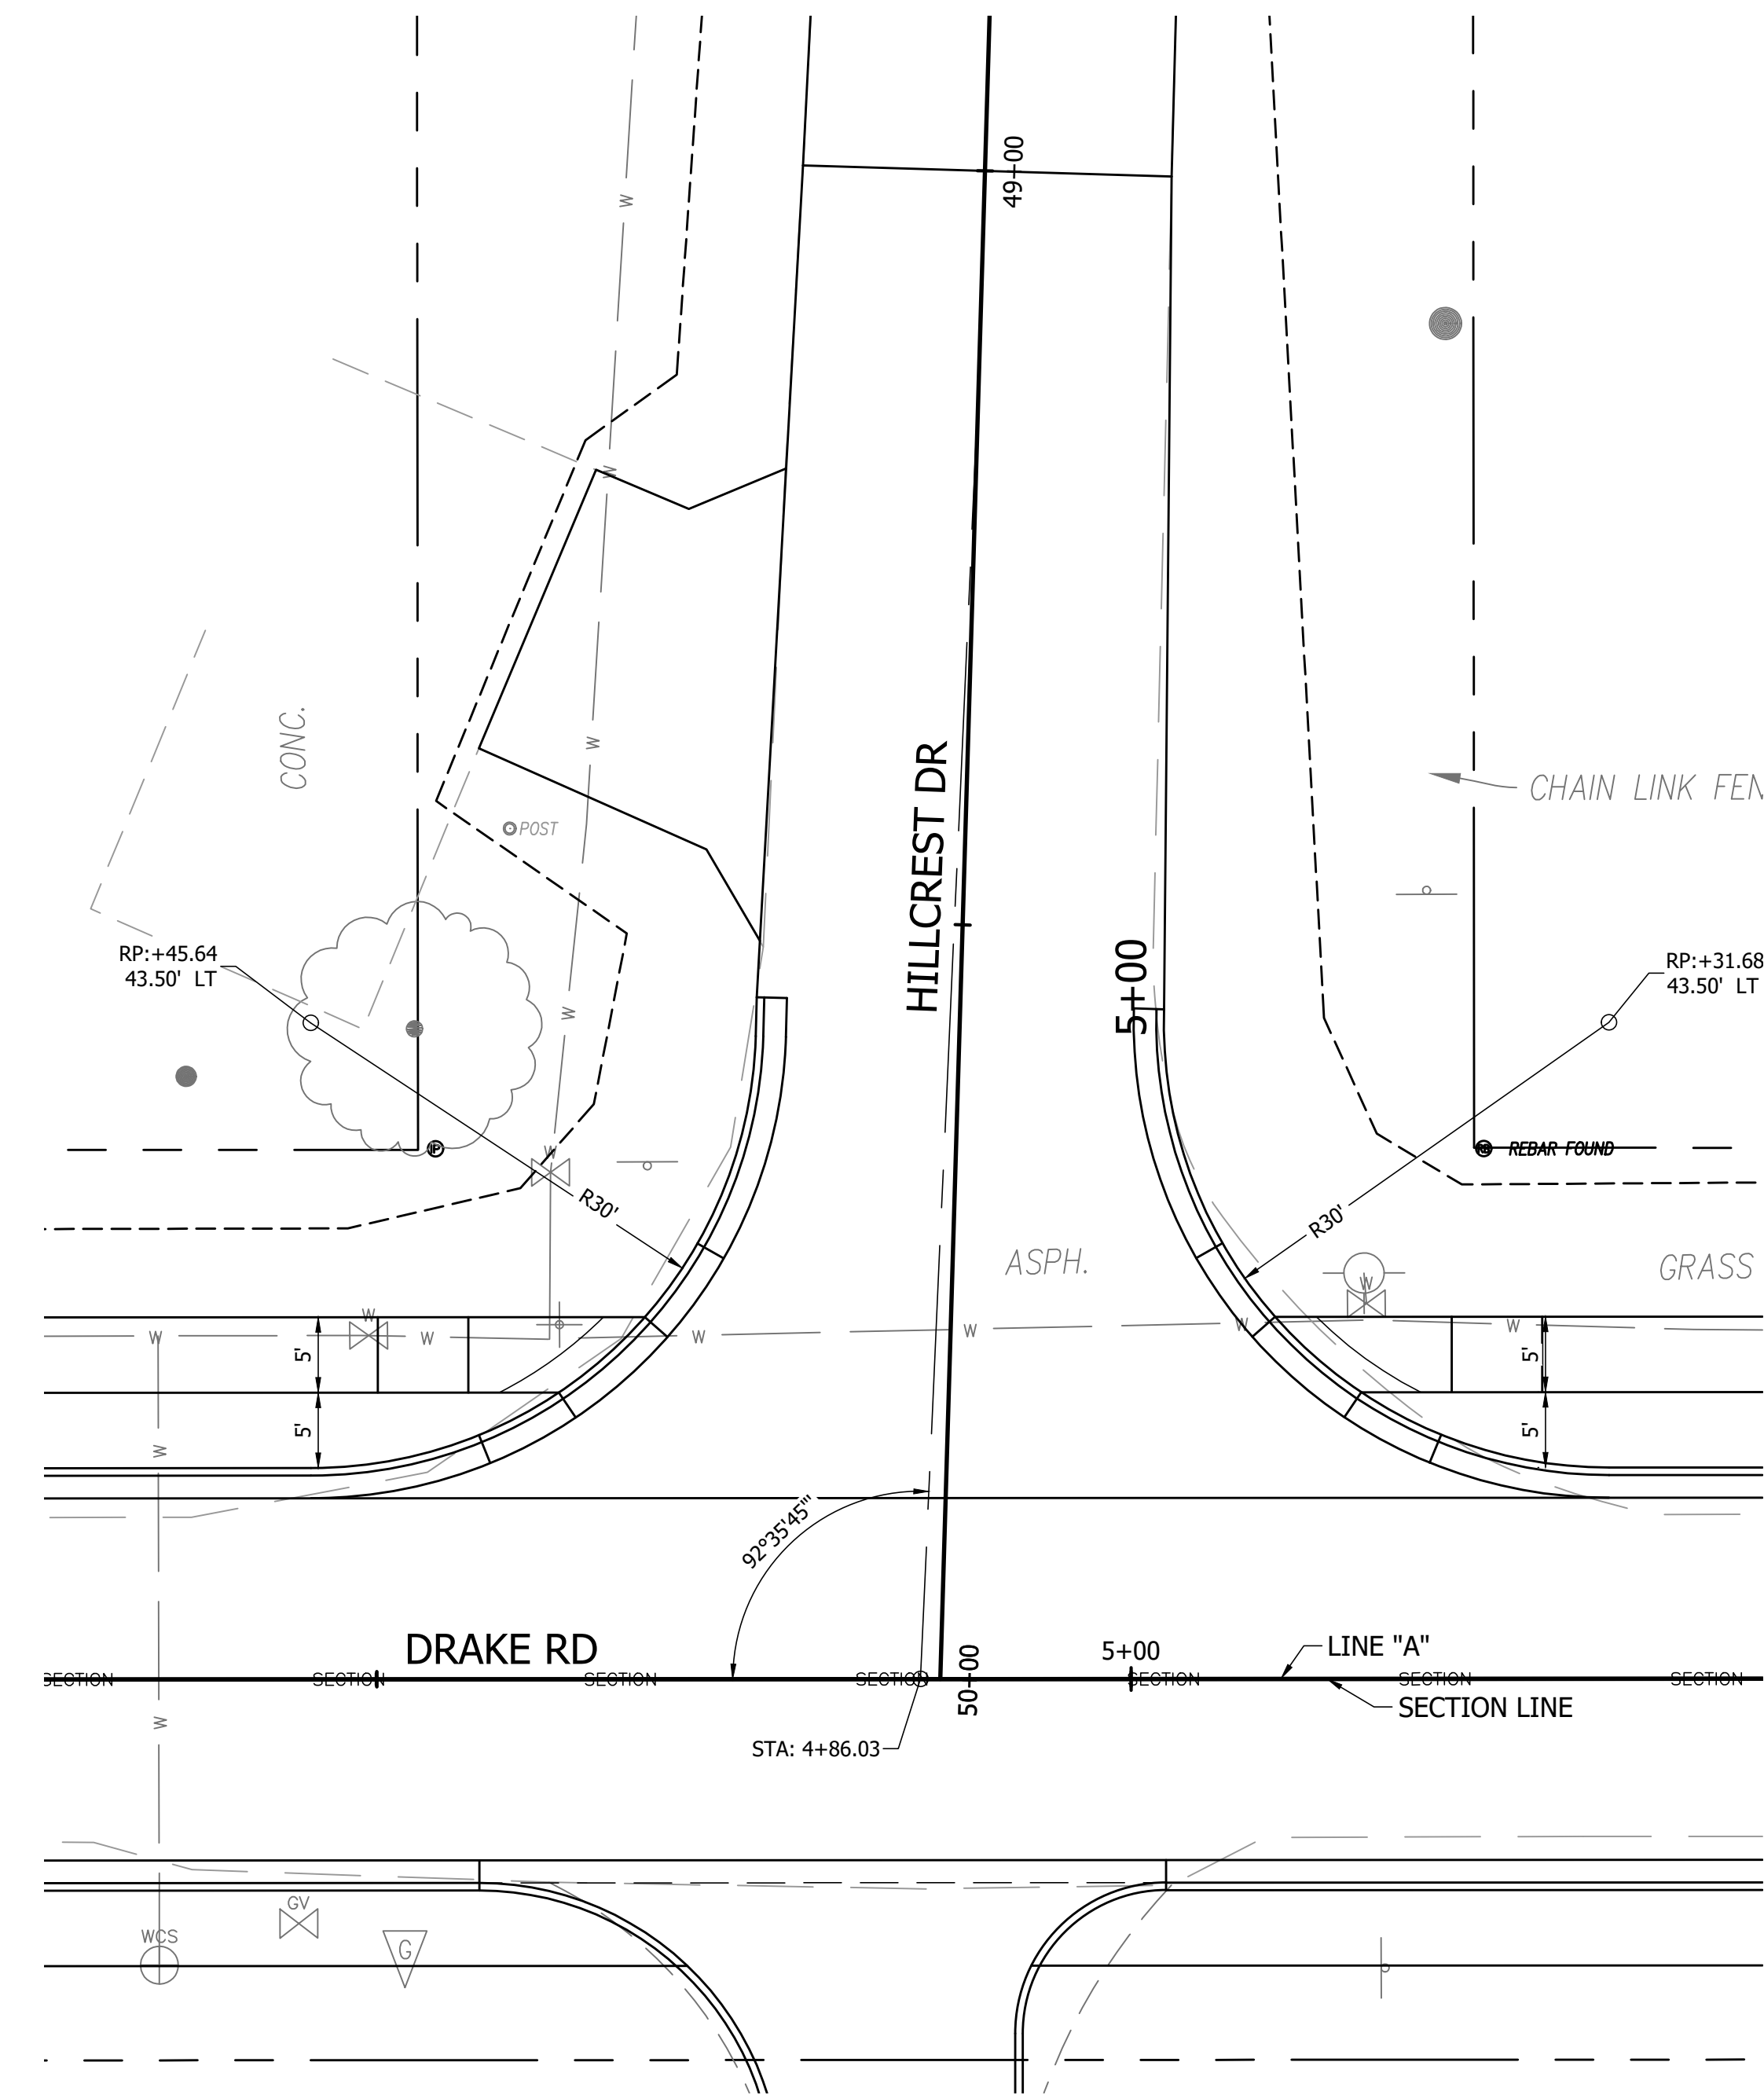 49+00
W
W
CONC.
W
POST
HILLCREST DR
CHAIN LINK FEN
5+00
RP:+45.64
43.50' LT
RP:+31.68
43.50' LT
W
IP
RB
REBAR FOUND
W
R30'
R30'
ASPH.
GRASS
W
W
W
W
W
W
W
W
5'
5'
5'
5'
W
92°35'45"
DRAKE RD
5+00
LINE "A"
SECTION
SECTION
SECTION
SECTION
SECTION
SECTION
SECTION
50+00
SECTION LINE
W
STA: 4+86.03
GV
WCS
G